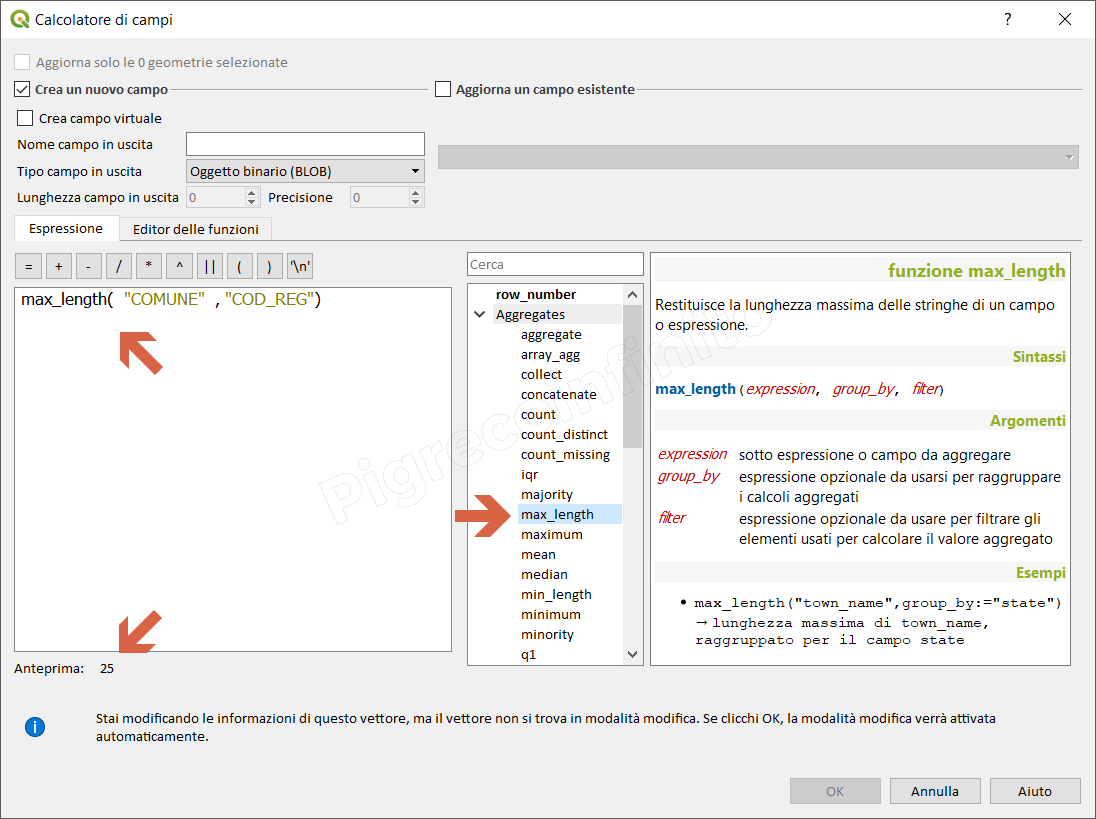 Calcolatore di campi
?
Aggiorna solo le 0 geometrie selezionate
Crea un nuovo campo
Aggiorna un campo esistente
Crea campo virtuale
Nome campo in uscita
Tipo campo in uscita
Oggetto binario (BLOB)
Lunghezza campo in uscita
0
Precisione
0
Espressione
Editor delle funzioni
= + - / * ^ || ( ) '\n'
max_length( "COMUNE" ,"COD_REG")
Anteprima: 25
Cerca
row_number
Aggregates
aggregate
array_agg
collect
concatenate
count
count_distinct
count_missing
iqr
majority
max_length
maximum
mean
median
min_length
minimum
minority
q1
funzione max_length
Restituisce la lunghezza massima delle stringhe di un campo
o espressione.
Sintassi
max_length(expression, group_by, filter)
Argomenti
expression sotto espressione o campo da aggregare
group_by espressione opzionale da usarsi per raggruppare
i calcoli aggregati
filter espressione opzionale da usare per filtrare gli
elementi usati per calcolare il valore aggregato
Esempi
• max_length("town_name",group_by:="state")
→ lunghezza massima di town_name,
raggruppato per il campo state
Pigrecoinfinito
i
Stai modificando le informazioni di questo vettore, ma il vettore non si trova in modalità modifica. Se clicchi OK, la modalità modifica verrà attivata
automaticamente.
OK
Annulla
Aiuto